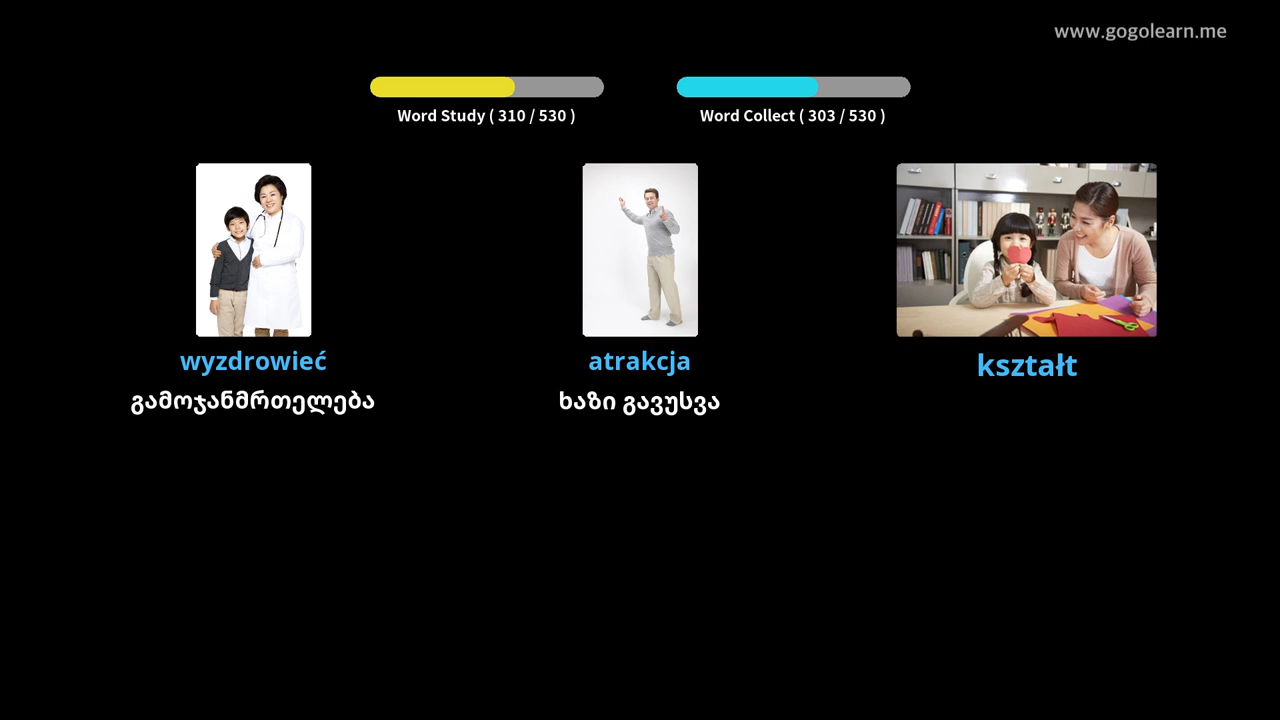 www.gogolearn.me
Word Study ( 310 / 530 )
Word Collect ( 303 / 530 )
wyzdrowieć
გამოჯანმრთელება
atrakcja
ხაზი გავუსვა
kształt